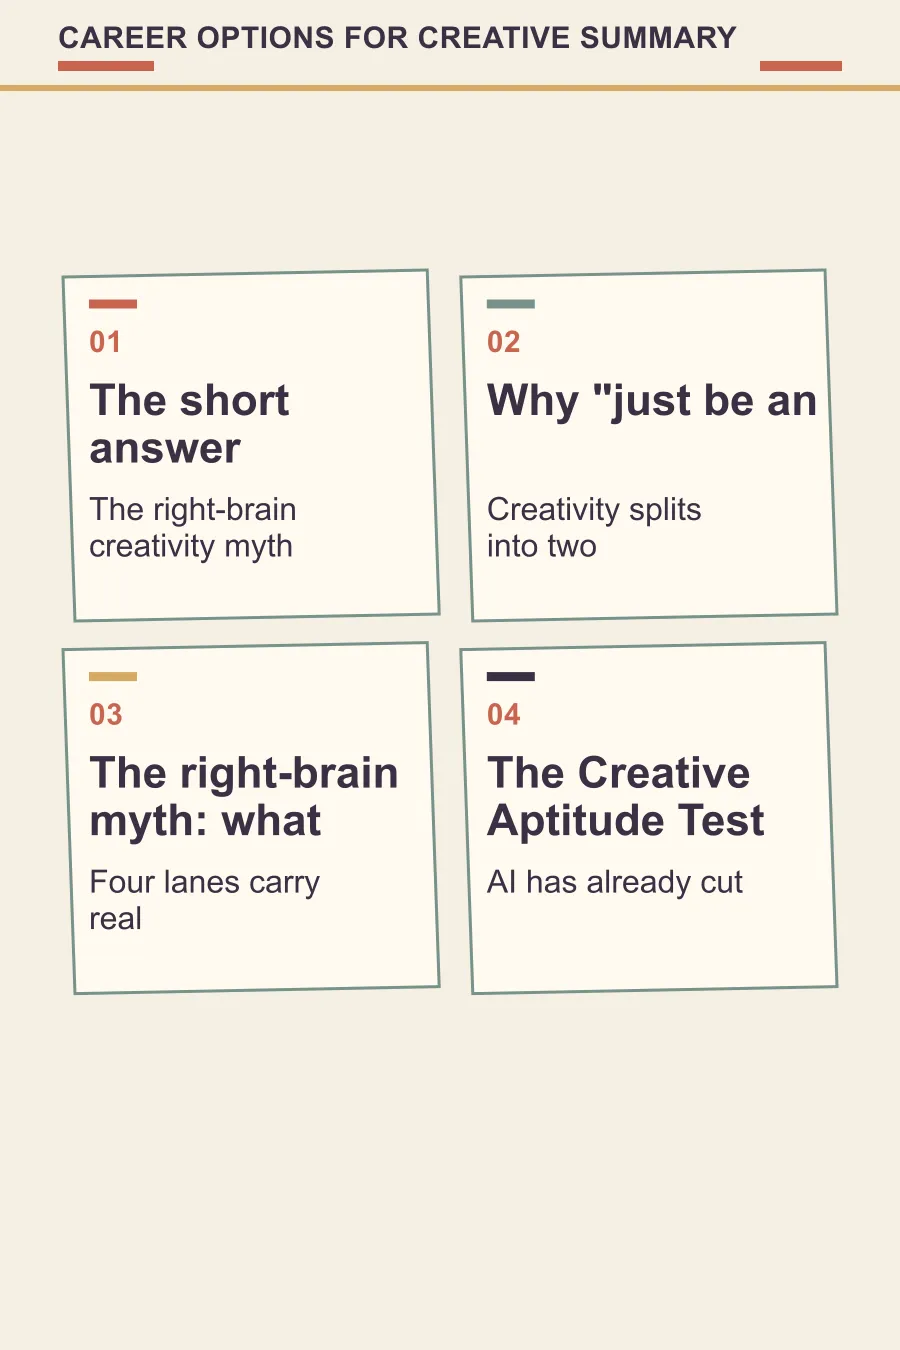 CAREER OPTIONS FOR CREATIVE SUMMARY
01
The short
answer
The right-brain
creativity myth
02
Why "just be an
Creativity splits
into two
03
The right-brain
myth: what
Four lanes carry
real
04
The Creative
Aptitude Test
AI has already cut